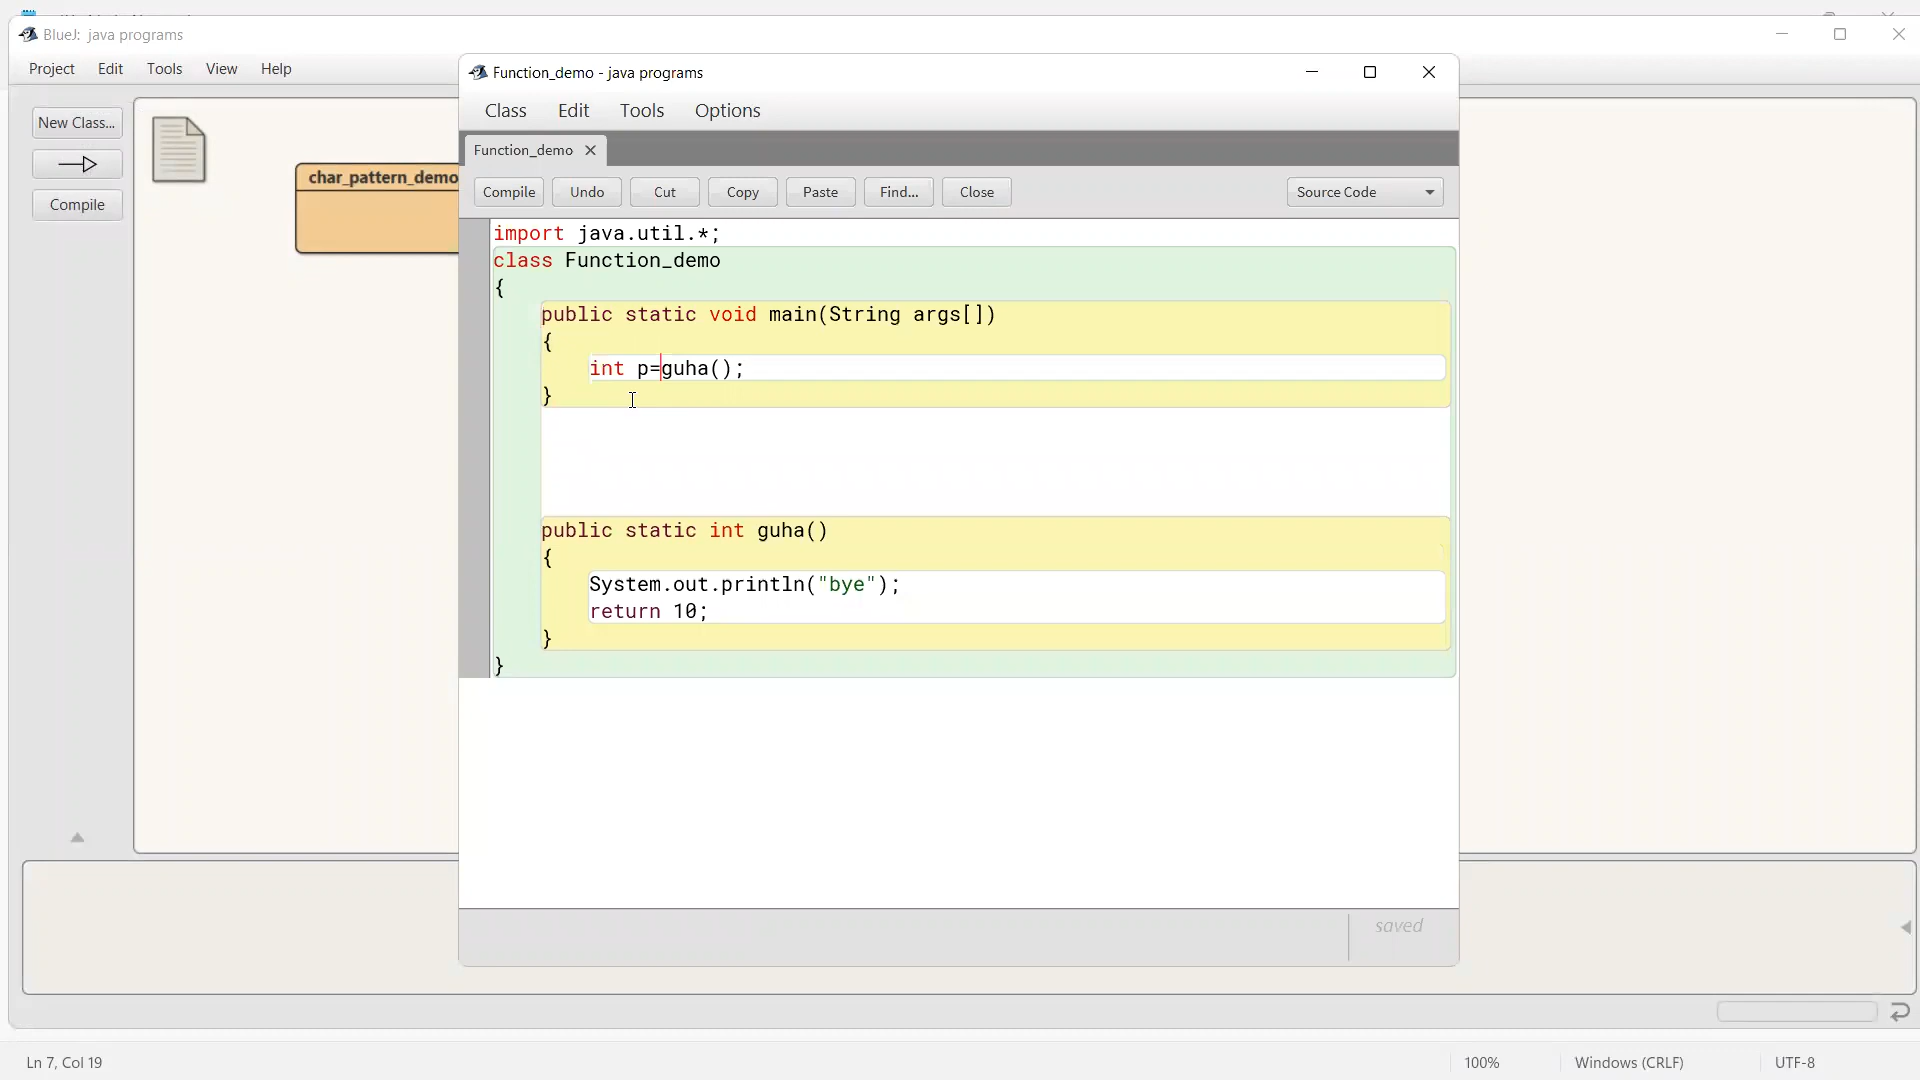 BlueJ: java programs
Project Edit Tools View Help
New Class...
Compile
char_pattern_demo
Function_demo - java programs
Class Edit Tools Options
Function_demo
Compile Undo Cut Copy Paste Find... Close Source Code
import java.util.*;
class Function_demo
{
public static void main(String args[])
{
int p=guha();
}
public static int guha()
{
System.out.println("bye");
return 10;
}
}
saved
Ln 7, Col 19 100% Windows (CRLF) UTF-8